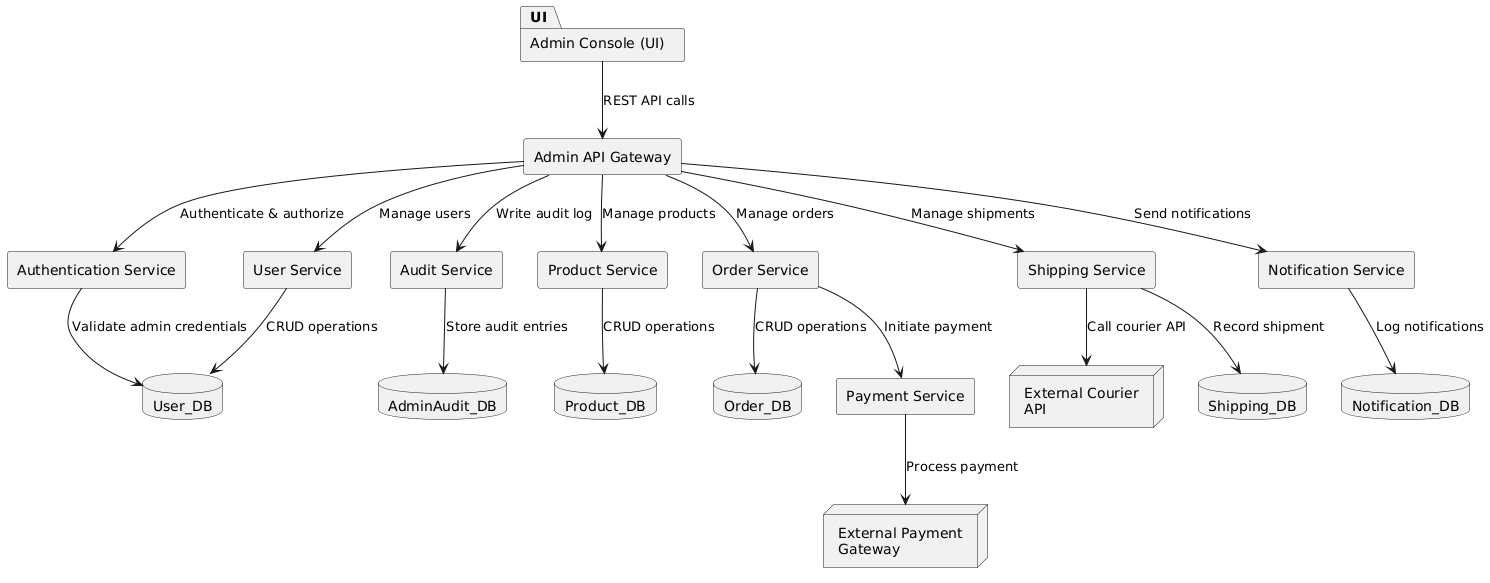 UI
Admin Console (UI)
REST API calls
Admin API Gateway
Authenticate & authorize
Manage users
Write audit log
Manage products
Manage orders
Manage shipments
Send notifications
Authentication Service
User Service
Audit Service
Product Service
Order Service
Shipping Service
Notification Service
Validate admin credentials
CRUD operations
Store audit entries
CRUD operations
CRUD operations
Initiate payment
Call courier API
Record shipment
Log notifications
User_DB
AdminAudit_DB
Product_DB
Order_DB
Payment Service
External Courier
API
Shipping_DB
Notification_DB
Process payment
External Payment
Gateway